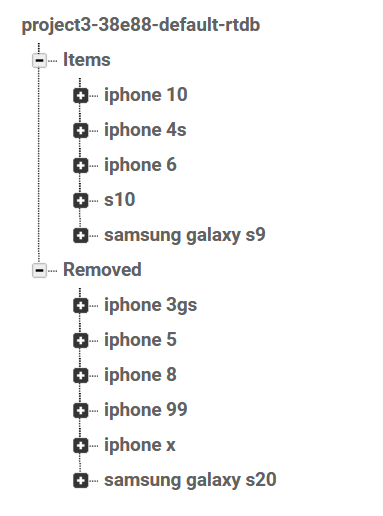 project3-38e88-default-rtdb
Items
iphone 10
iphone 4s
iphone 6
s10
samsung galaxy s9
Removed
iphone 3gs
iphone 5
iphone 8
iphone 99
iphone x
samsung galaxy s20